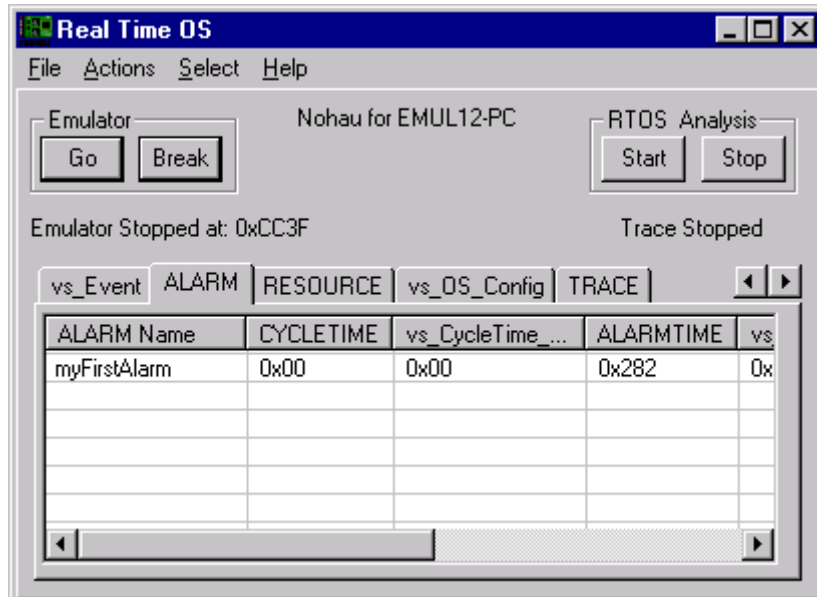 Real Time OS
File Actions Select Help
Emulator
Go Break
Nohau for EMUL12-PC
RTOS Analysis
Start Stop
Emulator Stopped at: 0xCC3F
Trace Stopped
vs_Event ALARM RESOURCE vs_OS_Config TRACE
ALARM Name CYCLETIME vs_CycleTime_... ALARMTIME vs
myFirstAlarm 0x00 0x00 0x282 0x